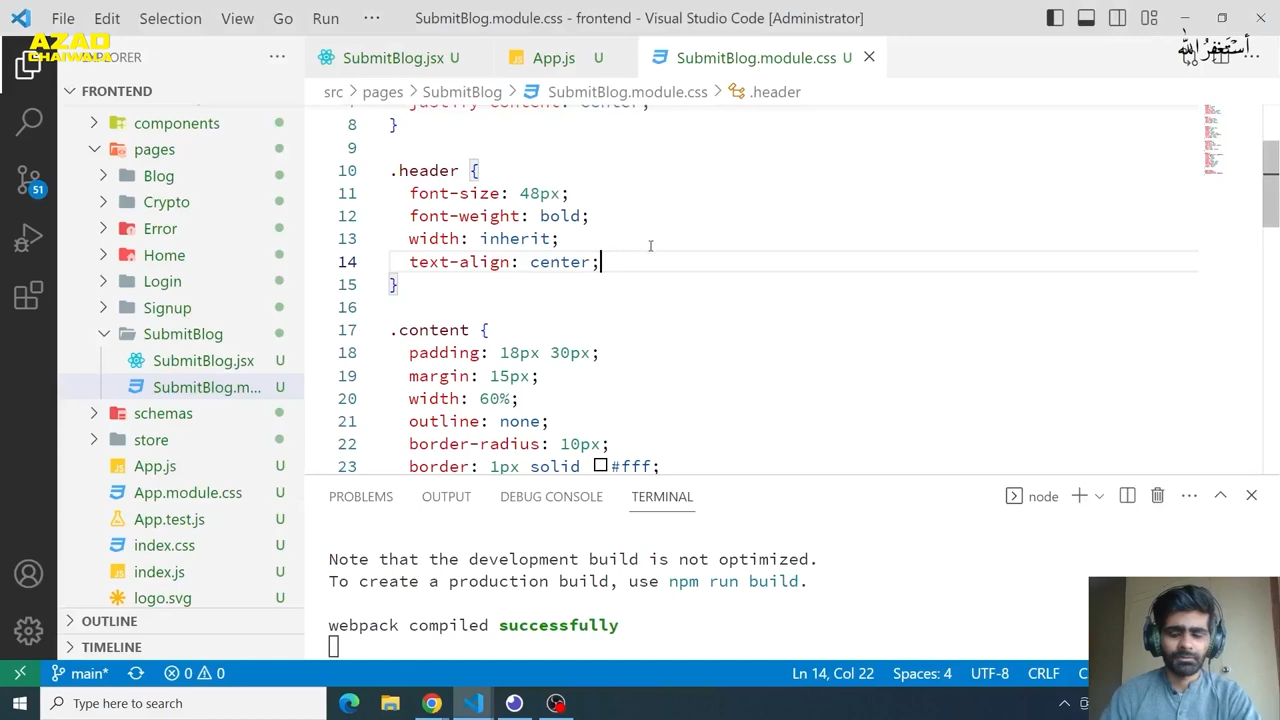 File Edit Selection View Go Run ··· SubmitBlog.module.css - frontend - Visual Studio Code [Administrator]
AZAD
CHAIWALA
EXPLORER ···
SubmitBlog.jsx U App.js U SubmitBlog.module.css U
أستغفر الله
FRONTEND
src > pages > SubmitBlog > SubmitBlog.module.css > .header
components
pages
Blog
Crypto
Error
Home
Login
Signup
SubmitBlog
SubmitBlog.jsx U
SubmitBlog.m... U
schemas
store
App.js U
App.module.css U
App.test.js U
index.css U
index.js U
logo.svg U
OUTLINE
TIMELINE
51
7 justify-content: center;
8 }
9
10 .header {
11 font-size: 48px;
12 font-weight: bold;
13 width: inherit;
14 text-align: center;
15 }
16
17 .content {
18 padding: 18px 30px;
19 margin: 15px;
20 width: 60%;
21 outline: none;
22 border-radius: 10px;
23 border: 1px solid #fff;
PROBLEMS OUTPUT DEBUG CONSOLE TERMINAL node
Note that the development build is not optimized.
To create a production build, use npm run build.
webpack compiled successfully
main* 0 0 Ln 14, Col 22 Spaces: 4 UTF-8 CRLF
Type here to search